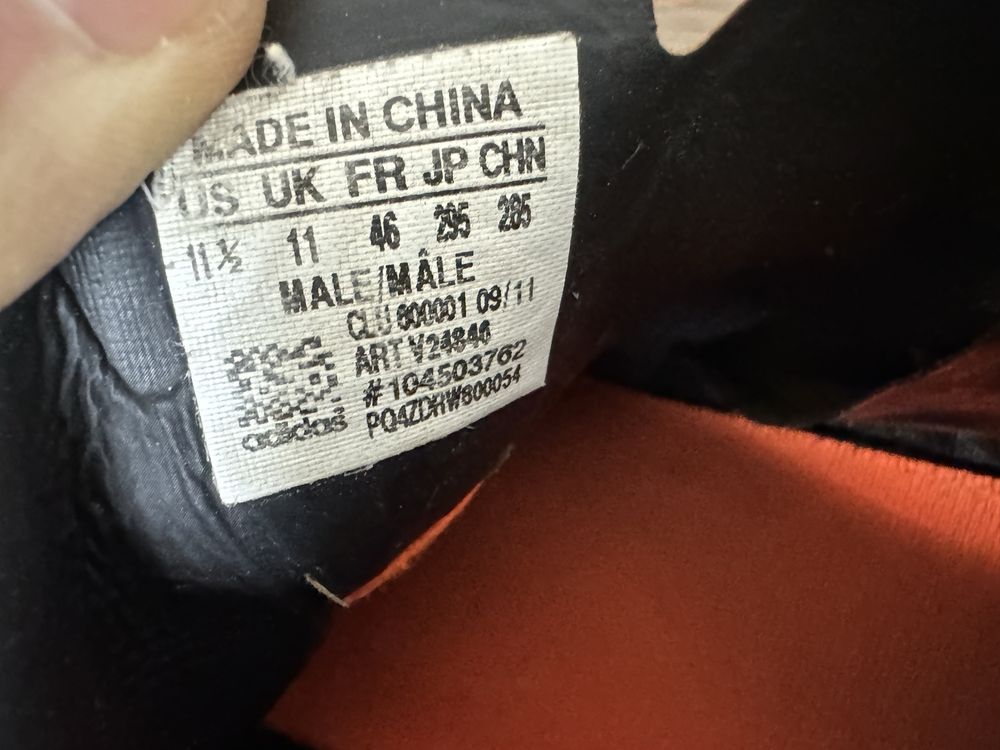 MADE IN CHINA
US UK FR JP CHN
11½ 11 46 295 285
MALE/MÂLE
CLU 600001 09/11
ART V24846
#104503762
PQ4ZDHW600054
adidas